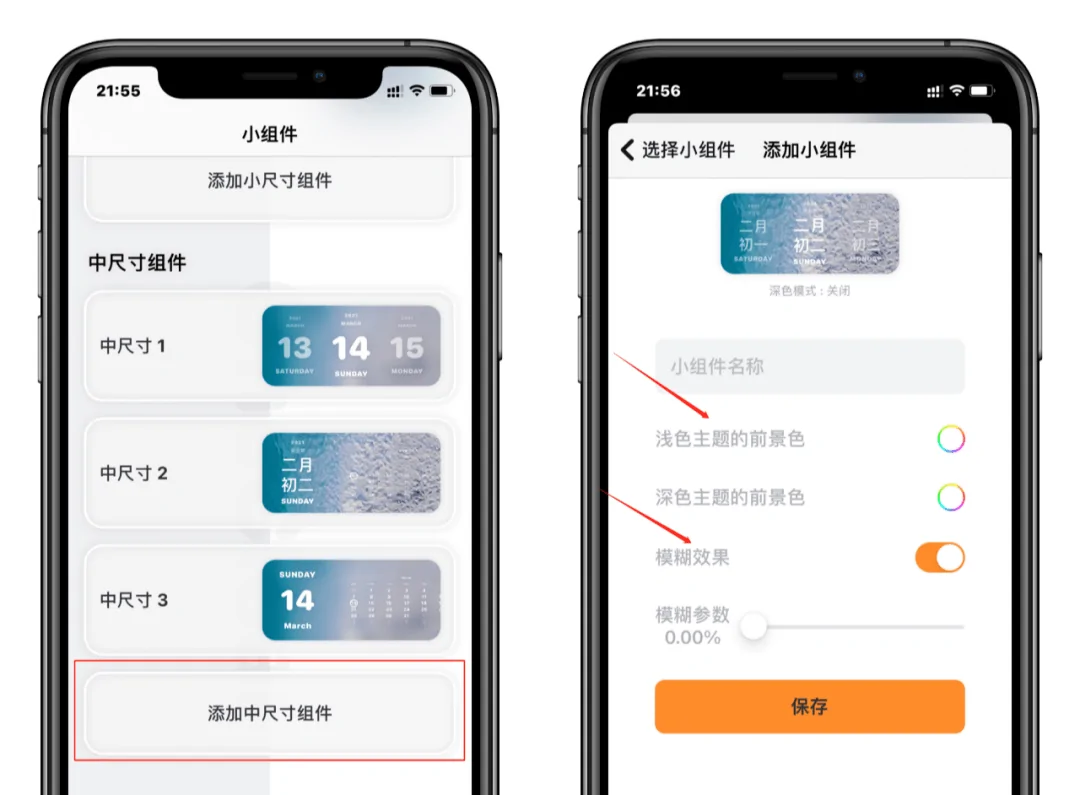 21:55
小组件
添加小尺寸组件
中尺寸组件
中尺寸 1
2021
MARCH
13
SATURDAY
2021
MARCH
14
SUNDAY
MARCH
15
MONDAY
中尺寸 2
2021
二月
初二
SUNDAY
中尺寸 3
SUNDAY
14
March
添加中尺寸组件
21:56
选择小组件
添加小组件
二月
初一
SATURDAY
二月
初二
SUNDAY
二月
初三
MONDAY
深色模式 : 关闭
小组件名称
浅色主题的前景色
深色主题的前景色
模糊效果
模糊参数
0.00%
保存